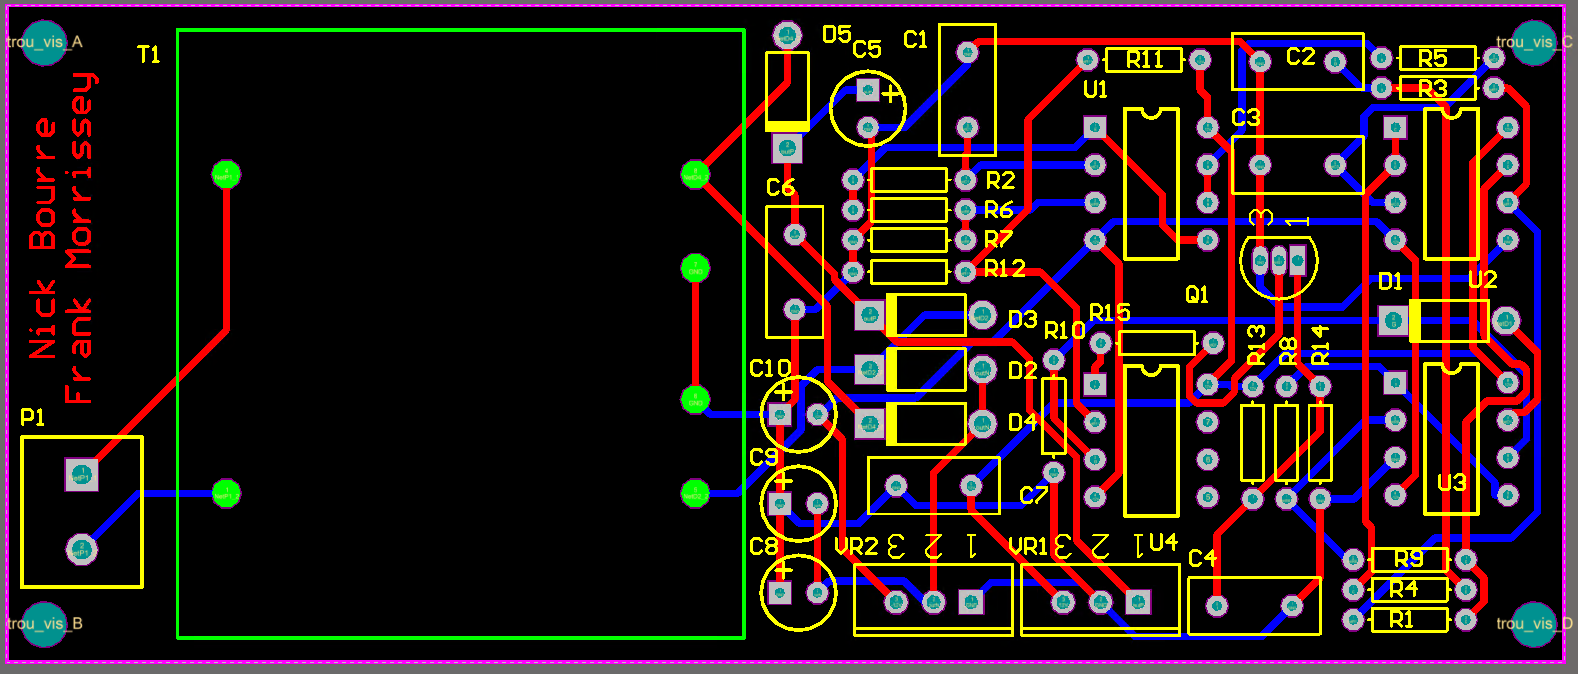 trou_vis_A
T1
Nick Bourre
Frank Morrissey
P1
trou_vis_B
D5
C5
+
C1
R11
U1
C2
R5
R3
trou_vis_C
C3
C6
R2
R6
R7
R12
3
1
Q1
D1
U2
D3
R10
R15
R13
R8
R14
C10
+
D2
D4
C9
+
C7
U3
C8
+
VR2
3
2
1
VR1
3
2
1
U4
C4
R9
R4
R1
trou_vis_D
GND
GND